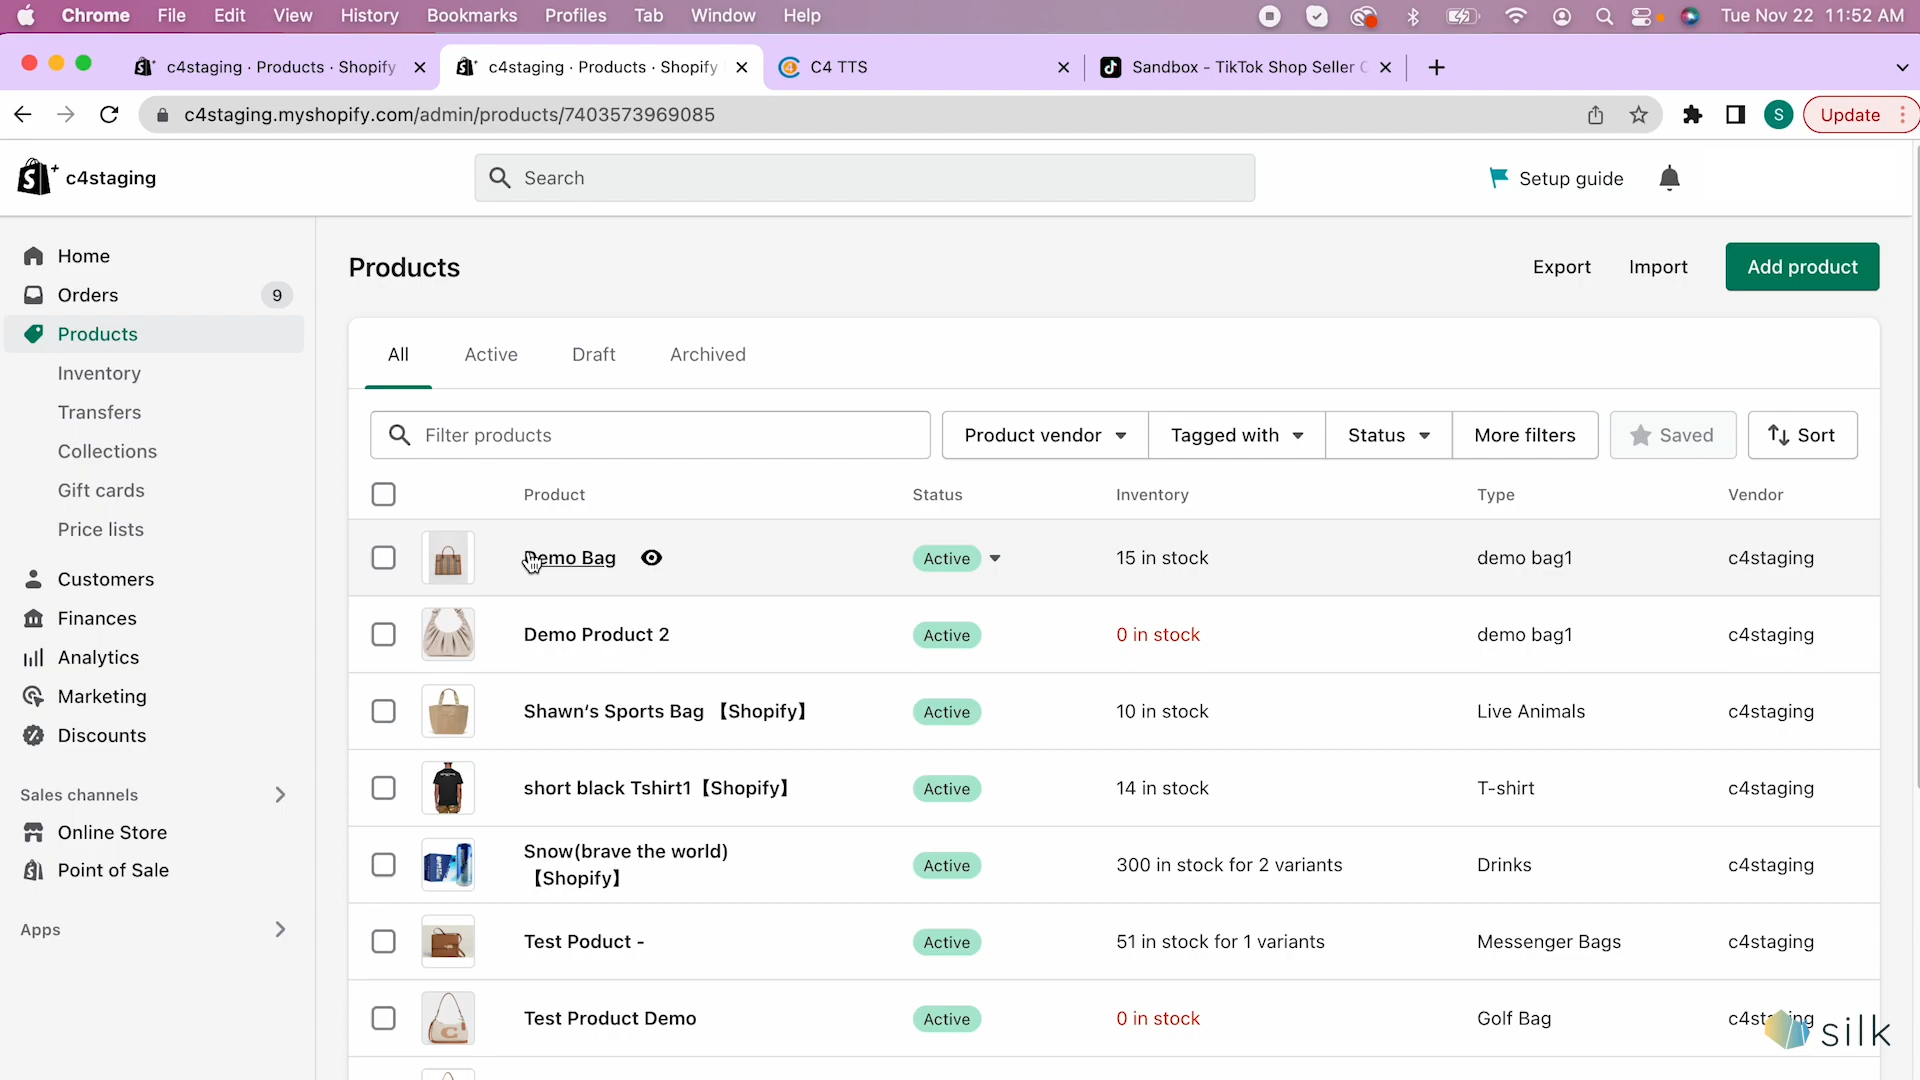 Chrome File Edit View History Bookmarks Profiles Tab Window Help Tue Nov 22 11:52 AM
c4staging · Products · Shopify c4staging · Products · Shopify C4 TTS Sandbox - TikTok Shop Seller
c4staging.myshopify.com/admin/products/7403573969085 S Update
c4staging Search Setup guide
Home
Orders 9
Products
Inventory
Transfers
Collections
Gift cards
Price lists
Customers
Finances
Analytics
Marketing
Discounts
Sales channels
Online Store
Point of Sale
Apps
Products Export Import Add product
All Active Draft Archived
Filter products Product vendor Tagged with Status More filters Saved Sort
Product Status Inventory Type Vendor
Demo Bag Active 15 in stock demo bag1 c4staging
Demo Product 2 Active 0 in stock demo bag1 c4staging
Shawn's Sports Bag 【Shopify】 Active 10 in stock Live Animals c4staging
short black Tshirt1【Shopify】 Active 14 in stock T-shirt c4staging
Snow(brave the world)
【Shopify】 Active 300 in stock for 2 variants Drinks c4staging
Test Poduct - Active 51 in stock for 1 variants Messenger Bags c4staging
Test Product Demo Active 0 in stock Golf Bag c4staging
silk